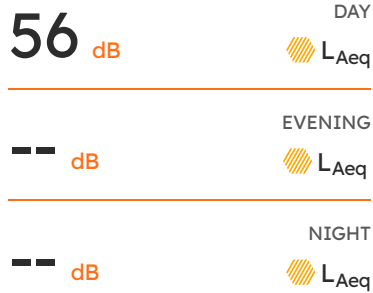 DAY
56 dB LAeq
EVENING
-- dB LAeq
NIGHT
-- dB LAeq